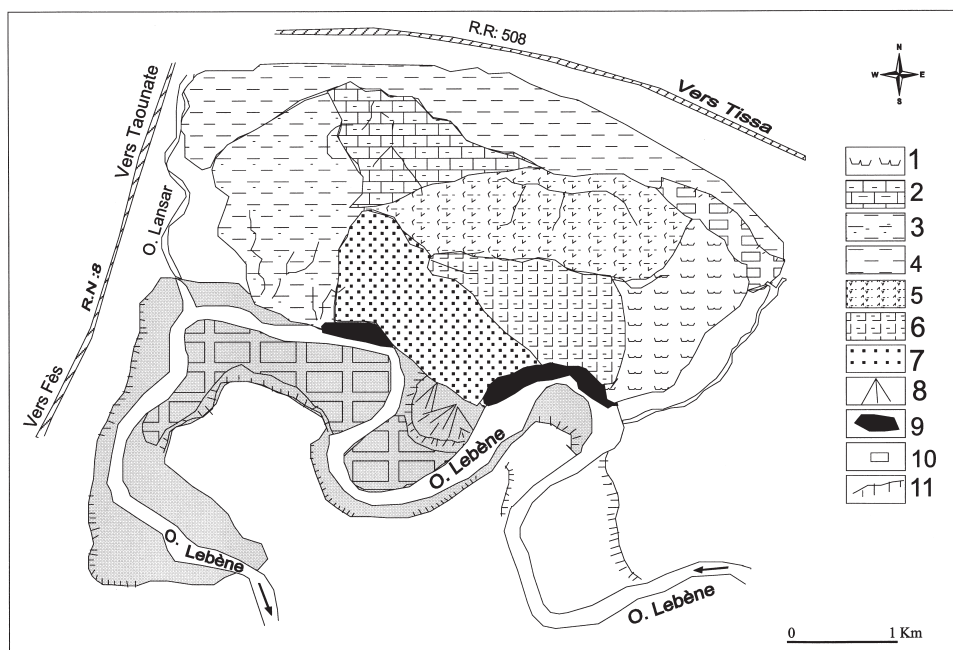 R.R: 508
Vers Tissa
N
W E
S
Vers Taounate
O. Lansar
R.N :8
Vers Fès
O. Lebène
O. Lebène
O. Lebène
1
2
3
4
5
6
7
8
9
10
11
0 1 Km